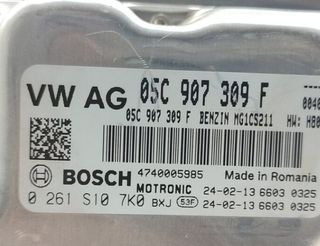 VW AG 05C 907 309 F
05C 907 309 F BENZIN MG1CS211
BOSCH 4740005985 Made in Romania
MOTRONIC 24-02-13 6603 0325
0 261 S10 7K0 BXJ 53F 24-02-13 6603 0325